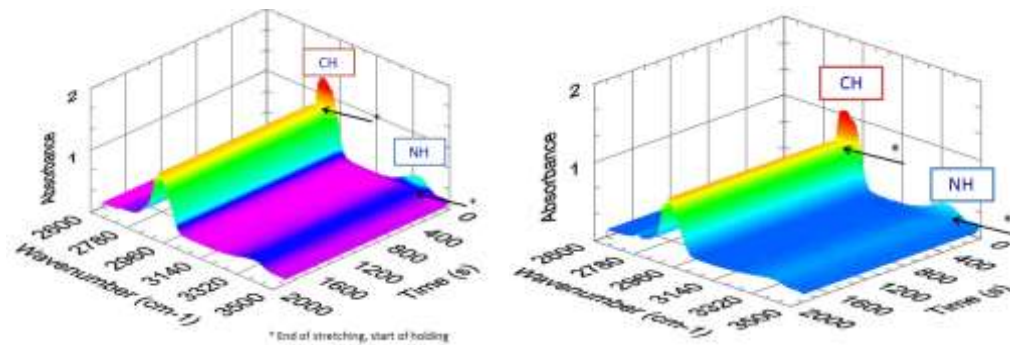 CH
*
NH
*
2
1
Absorbance
2600
2780
2960
3140
3320
3500
Wavenumber (cm-1)
0
400
800
1200
1600
2000
Time (s)
* End of stretching, start of holding
CH
*
NH
*
2
1
Absorbance
2600
2780
2960
3140
3320
3500
Wavenumber (cm-1)
0
400
800
1200
1600
2000
Time (s)